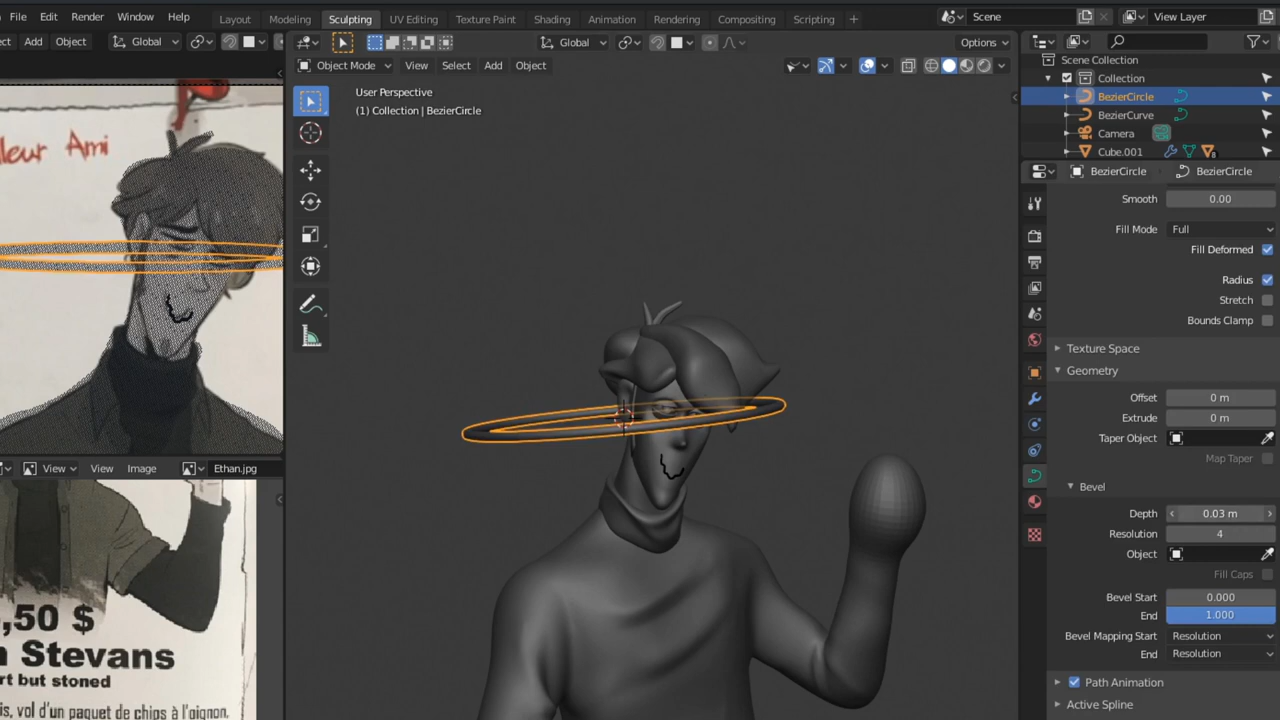 File Edit Render Window Help
Layout Modeling Sculpting UV Editing Texture Paint Shading Animation Rendering Compositing Scripting +
Scene
View Layer
Add Object
Global
Global
Options
Object Mode View Select Add Object
User Perspective
(1) Collection | BezierCircle
Ami
View View Image Ethan.jpg
,50 $
Stevans
rt but stoned
is, vol d'un paquet de chips à l'oignon.
Scene Collection
Collection
BezierCircle
BezierCurve
Camera
Cube.001
8
BezierCircle BezierCircle
Smooth 0.00
Fill Mode Full
Fill Deformed
Radius
Stretch
Bounds Clamp
Texture Space
Geometry
Offset 0 m
Extrude 0 m
Taper Object
Map Taper
Bevel
Depth 0.03 m
Resolution 4
Object
Fill Caps
Bevel Start 0.000
End 1.000
Bevel Mapping Start Resolution
End Resolution
Path Animation
Active Spline